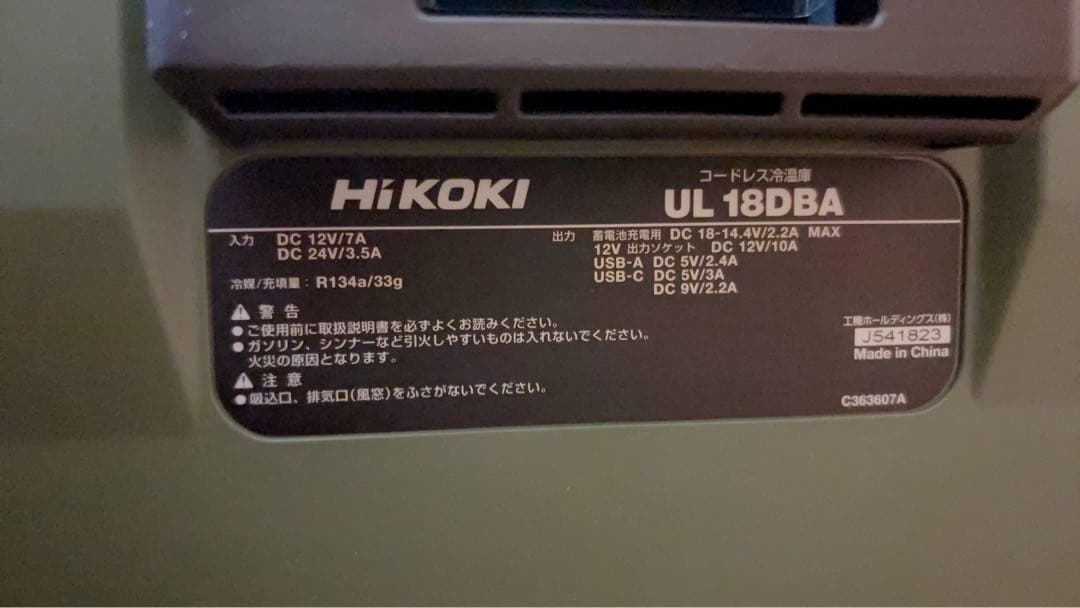 HiKOKI
コードレス冷温庫
UL 18DBA
入力 DC 12V/7A
DC 24V/3.5A
冷媒/充填量: R134a/33g
出力 蓄電池充電用 DC 18-14.4V/2.2A MAX
12V 出力ソケット DC 12V/10A
USB-A DC 5V/2.4A
USB-C DC 5V/3A
DC 9V/2.2A
警告
●ご使用前に取扱説明書を必ずよくお読みください。
●ガソリン、シンナーなど引火しやすいものは入れないでください。
火災の原因となります。
注意
●吸込口、排気口(風窓)をふさがないでください。
工機ホールディングス(株)
J541823
Made in China
C363607A